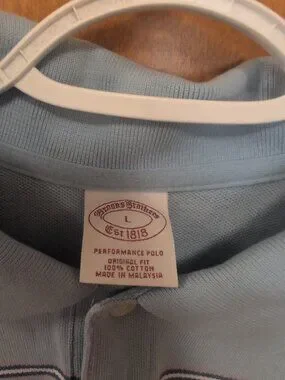 Brooks Brothers
L
Est 1818
PERFORMANCE POLO
ORIGINAL FIT
100% COTTON
MADE IN MALAYSIA